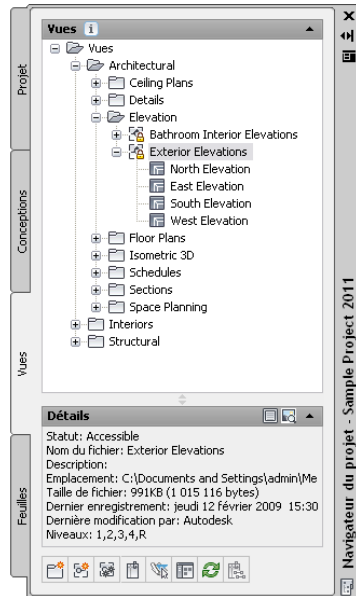 Vues
Vues
Architectural
Ceiling Plans
Details
Elevation
Bathroom Interior Elevations
Exterior Elevations
North Elevation
East Elevation
South Elevation
West Elevation
Floor Plans
Isometric 3D
Schedules
Sections
Space Planning
Interiors
Structural
Projet
Conceptions
Vues
Feuilles
Détails
Statut: Accessible
Nom du fichier: Exterior Elevations
Description:
Emplacement: C:\Documents and Settings\admin\Me
Taille de fichier: 991KB (1 015 116 bytes)
Dernier enregistrement: jeudi 12 février 2009 15:30
Dernière modification par: Autodesk
Niveaux: 1,2,3,4,R
Navigateur du projet - Sample Project 2011